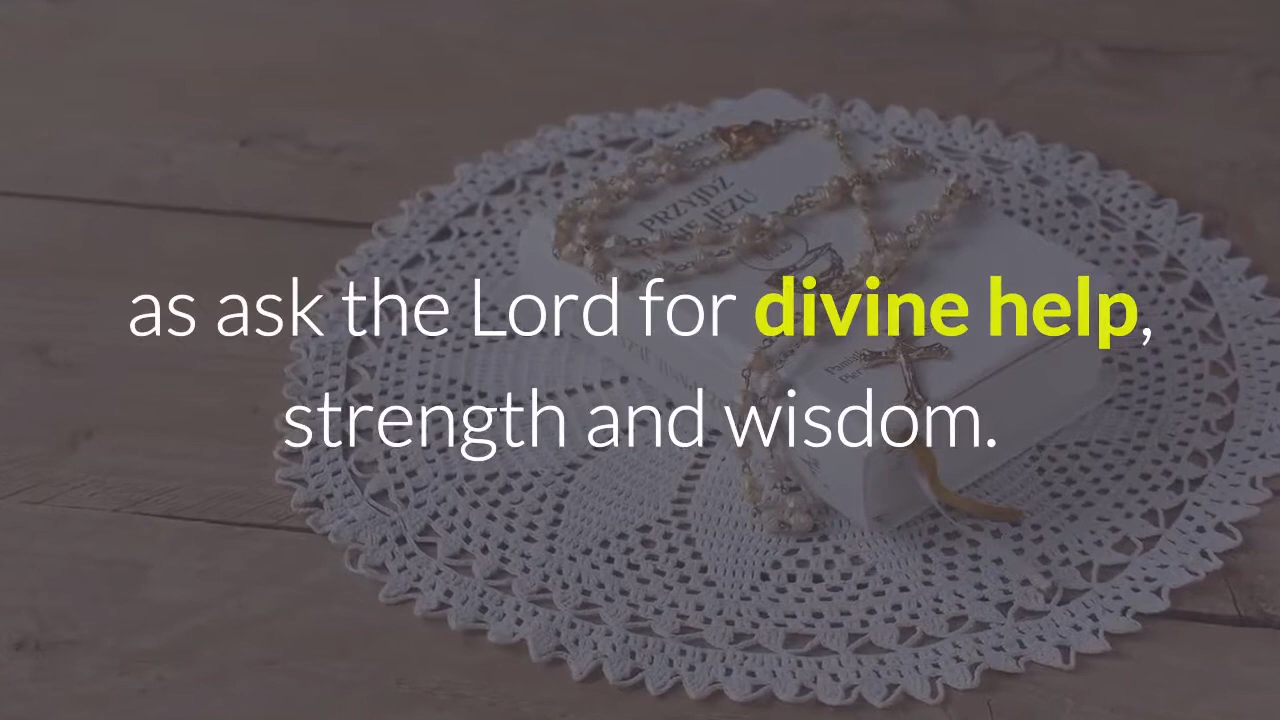 PRZYJDŹ
JEZU
as ask the Lord for divine help,
strength and wisdom.